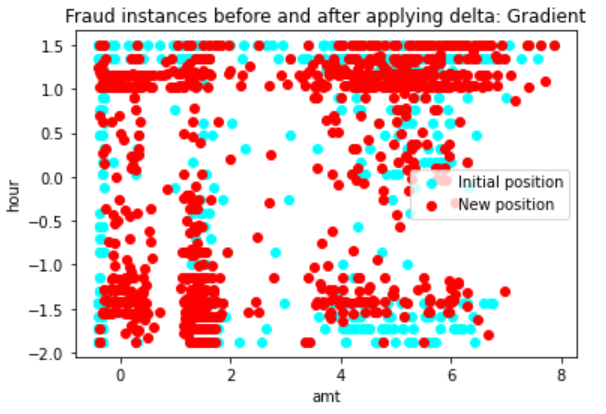 Fraud instances before and after applying delta: Gradient
1.5
1.0
0.5
0.0
−0.5
−1.0
−1.5
−2.0
hour
Initial position
New position
0 2 4 6 8
amt